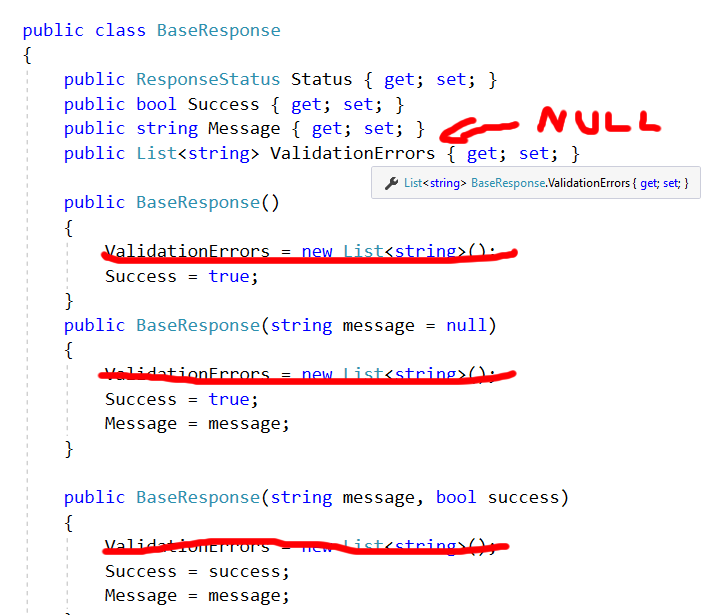 public class BaseResponse
{
public ResponseStatus Status { get; set; }
public bool Success { get; set; }
public string Message { get; set; }
NULL
public List<string> ValidationErrors { get; set; }
List<string> BaseResponse.ValidationErrors { get; set; }
public BaseResponse()
{
ValidationErrors = new List<string>();
Success = true;
}
public BaseResponse(string message = null)
{
ValidationErrors = new List<string>();
Success = true;
Message = message;
}
public BaseResponse(string message, bool success)
{
ValidationErrors = new List<string>();
Success = success;
Message = message;